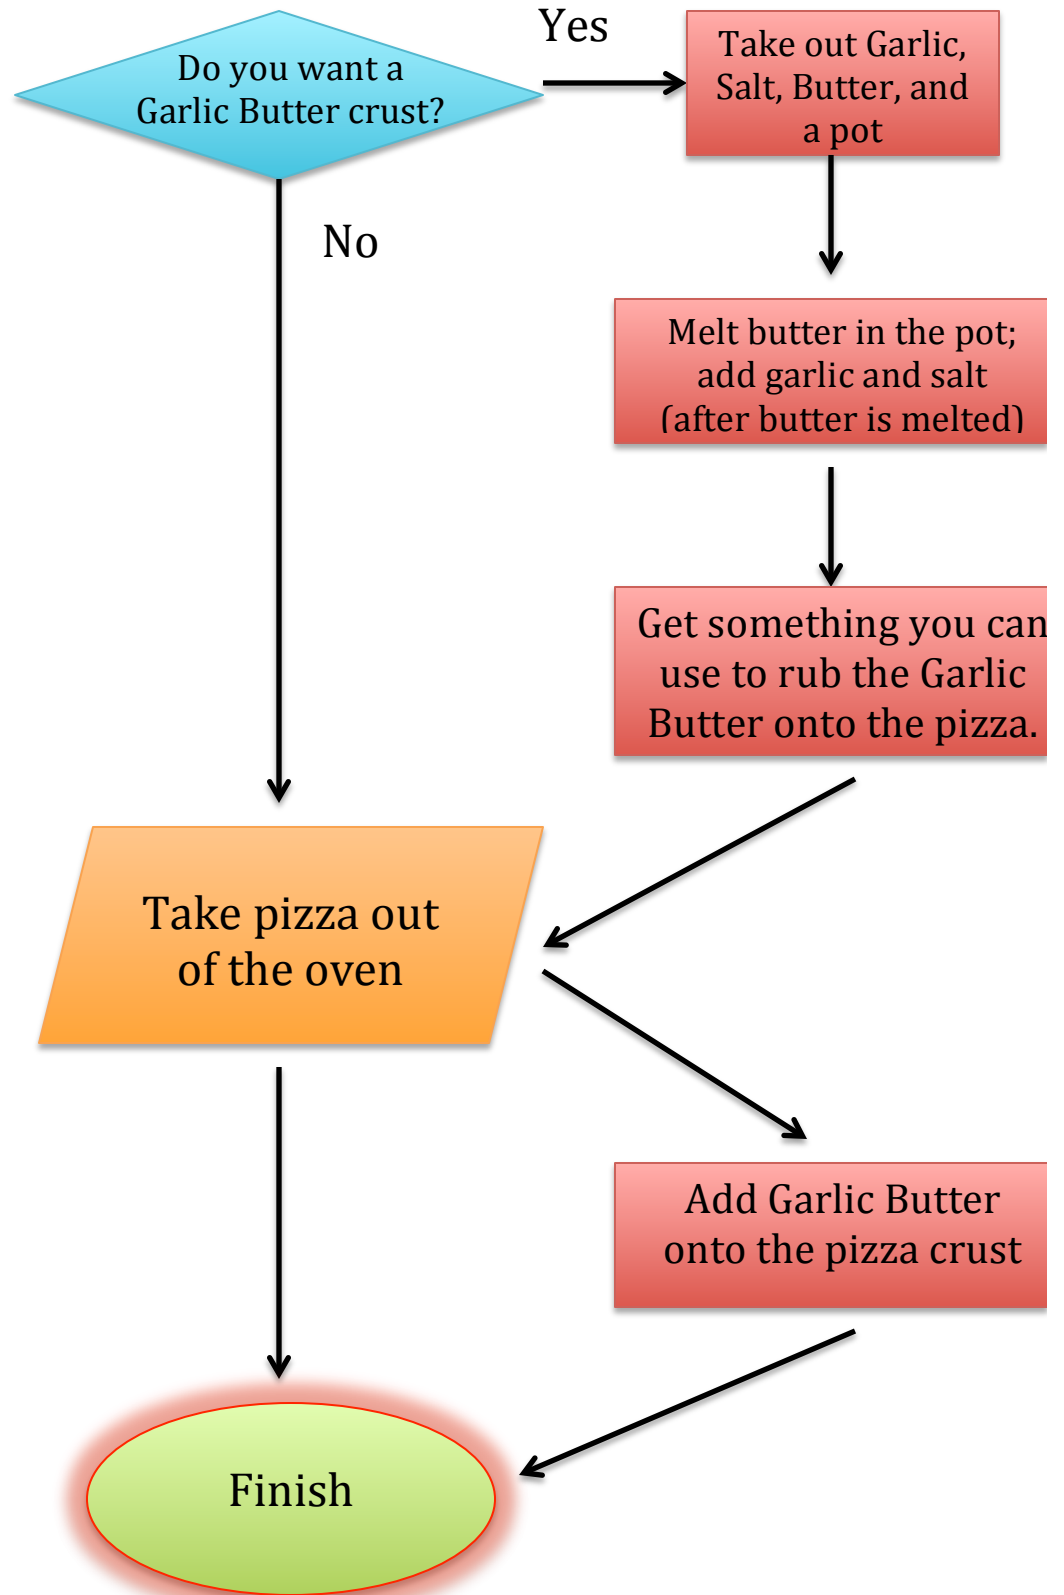 Do you want a
Garlic Butter crust?
Yes
Take out Garlic,
Salt, Butter, and
a pot
No
Melt butter in the pot;
add garlic and salt
(after butter is melted)
Get something you can
use to rub the Garlic
Butter onto the pizza.
Take pizza out
of the oven
Add Garlic Butter
onto the pizza crust
Finish